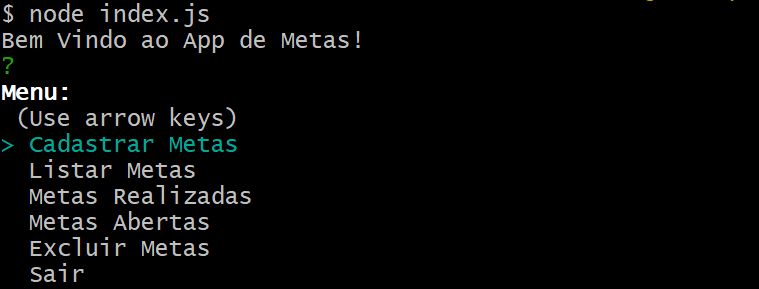 $ node index.js
Bem Vindo ao App de Metas!
?
Menu:
(Use arrow keys)
> Cadastrar Metas
Listar Metas
Metas Realizadas
Metas Abertas
Excluir Metas
Sair